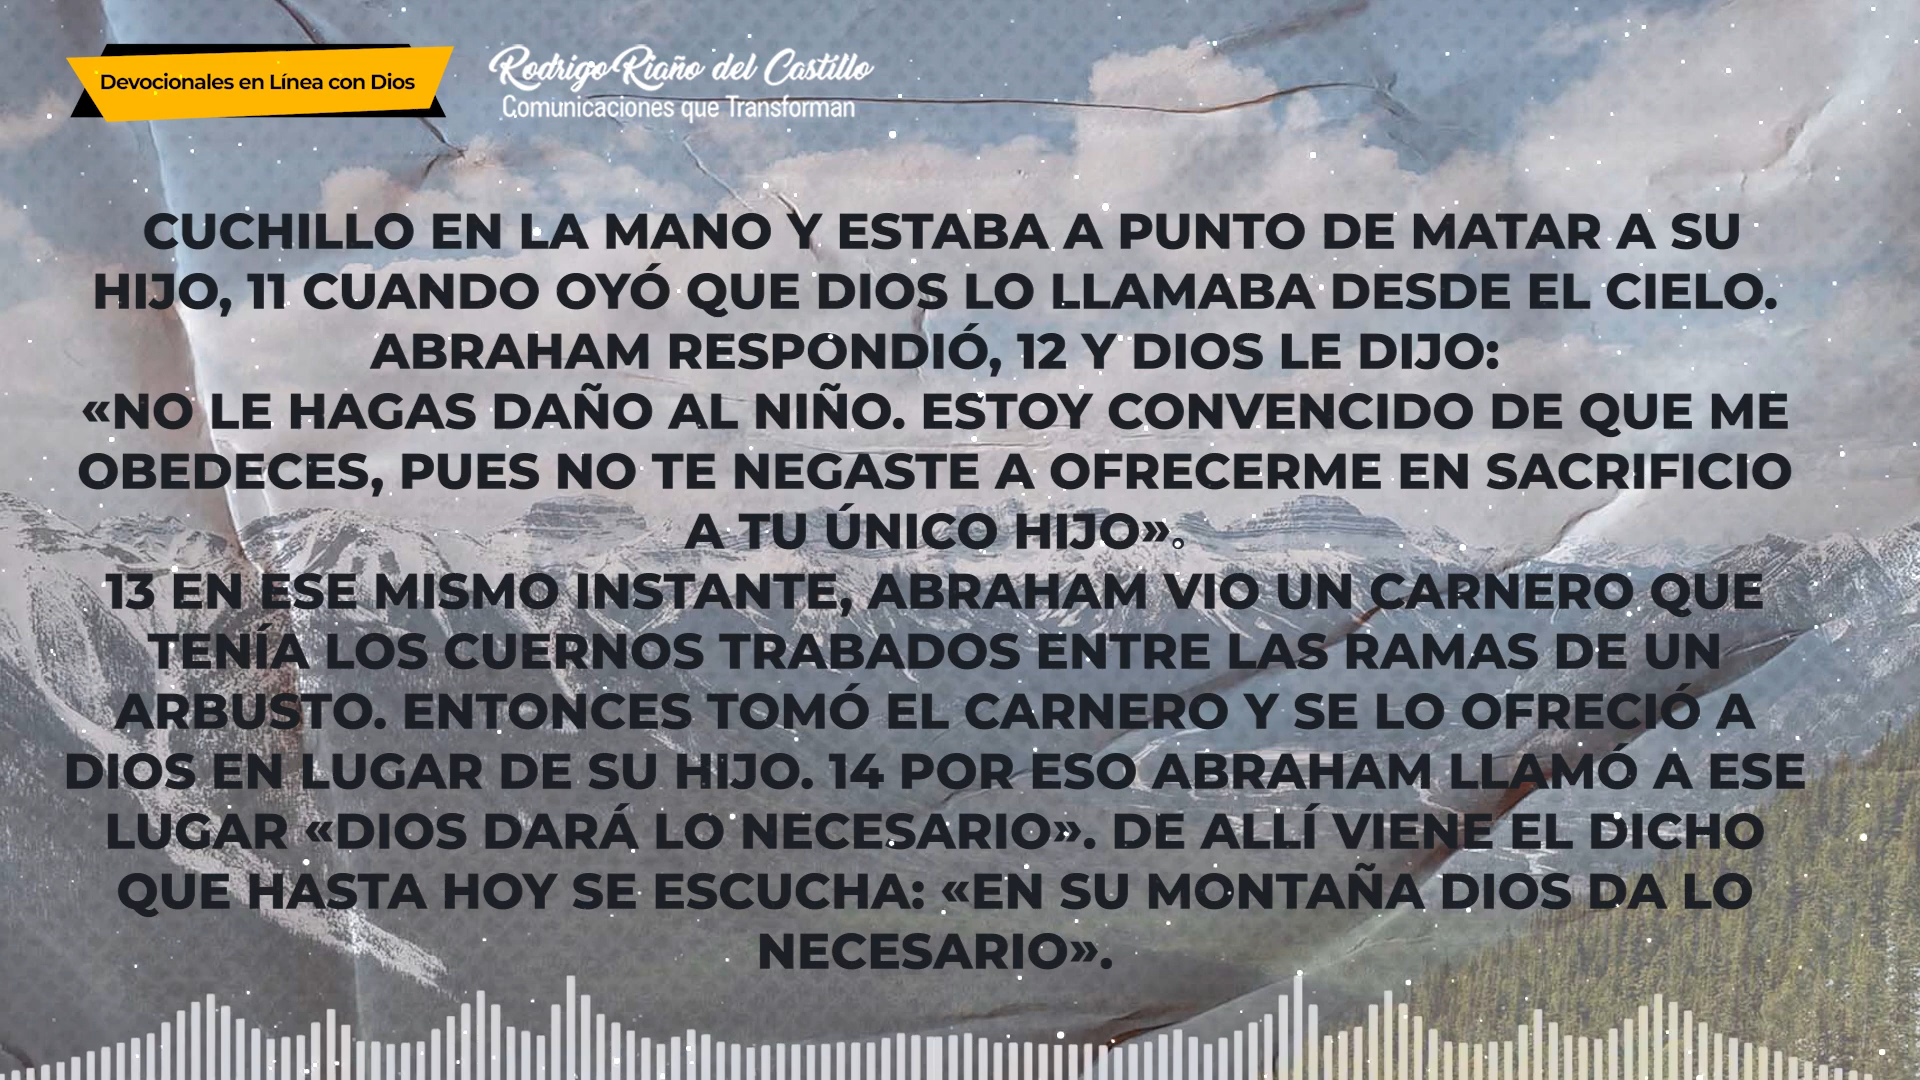 Devocionales en Línea con Dios
Rodrigo Riaño del Castillo
Comunicaciones que Transforman
CUCHILLO EN LA MANO Y ESTABA A PUNTO DE MATAR A SU
HIJO, 11 CUANDO OYÓ QUE DIOS LO LLAMABA DESDE EL CIELO.
ABRAHAM RESPONDIÓ, 12 Y DIOS LE DIJO:
«NO LE HAGAS DAÑO AL NIÑO. ESTOY CONVENCIDO DE QUE ME
OBEDECES, PUES NO TE NEGASTE A OFRECERME EN SACRIFICIO
A TU ÚNICO HIJO».
13 EN ESE MISMO INSTANTE, ABRAHAM VIO UN CARNERO QUE
TENÍA LOS CUERNOS TRABADOS ENTRE LAS RAMAS DE UN
ARBUSTO. ENTONCES TOMÓ EL CARNERO Y SE LO OFRECIÓ A
DIOS EN LUGAR DE SU HIJO. 14 POR ESO ABRAHAM LLAMÓ A ESE
LUGAR «DIOS DARÁ LO NECESARIO». DE ALLÍ VIENE EL DICHO
QUE HASTA HOY SE ESCUCHA: «EN SU MONTAÑA DIOS DA LO
NECESARIO».